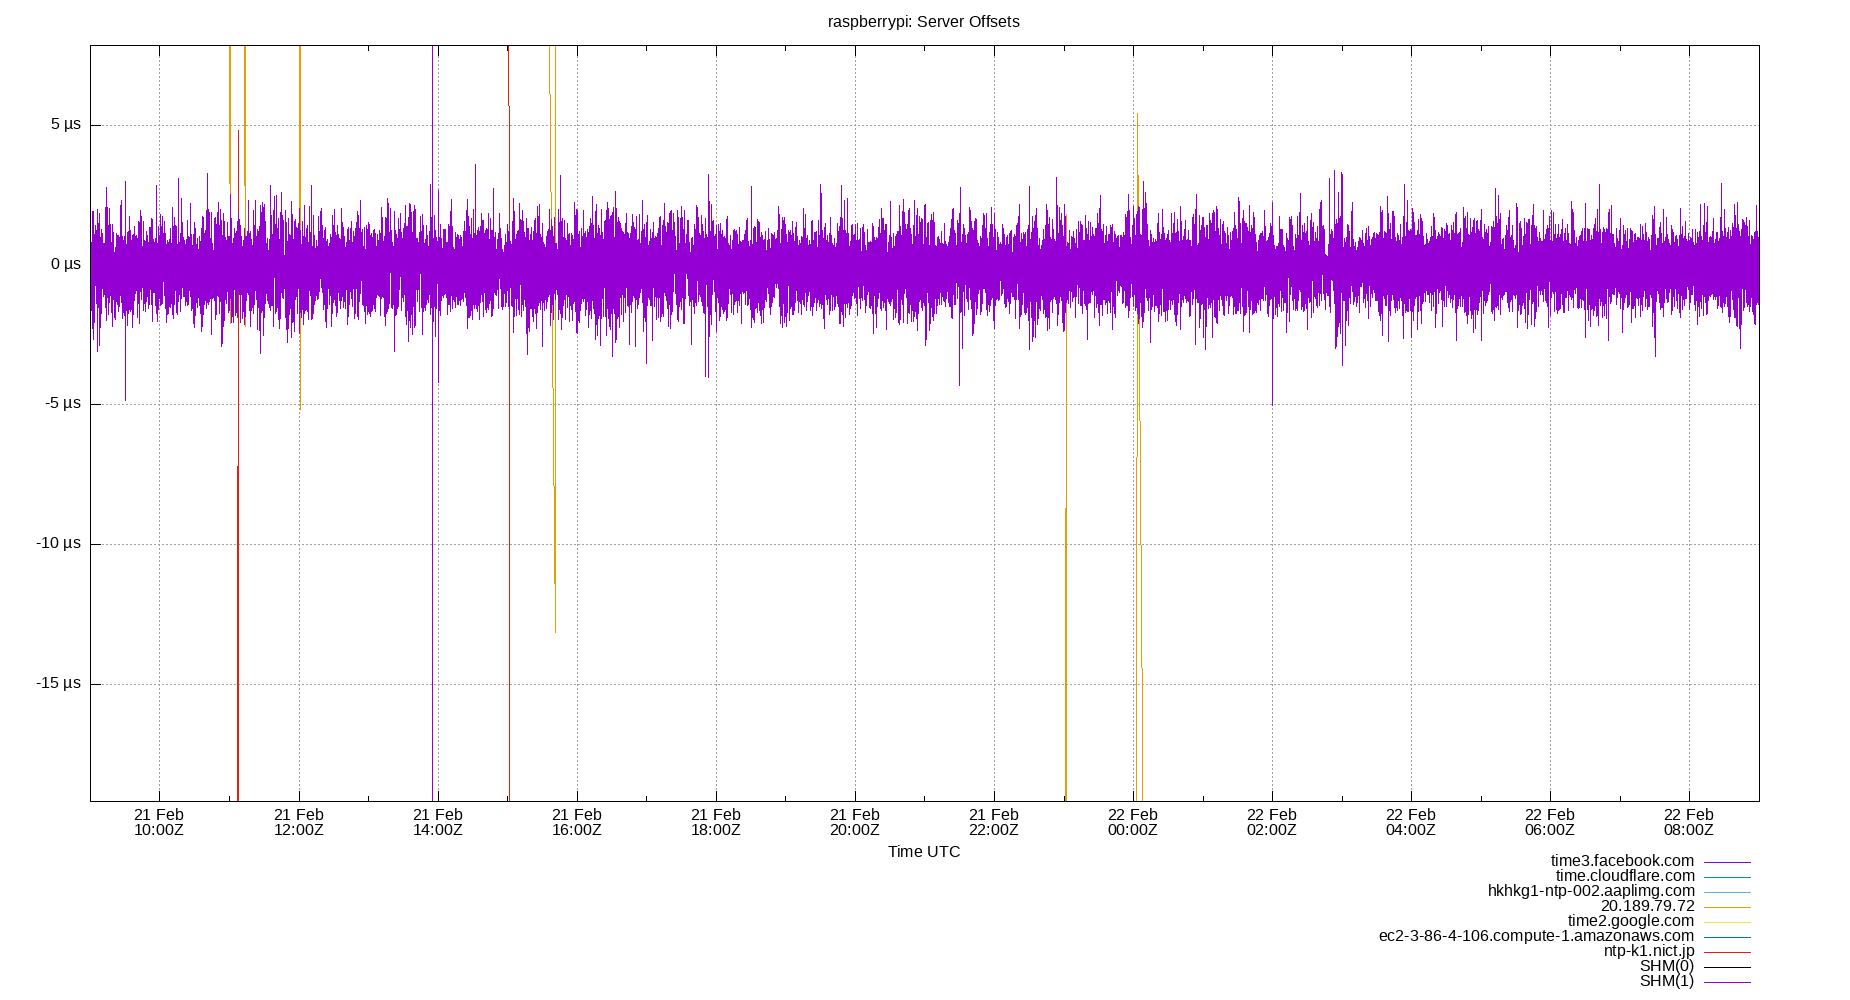 raspberrypi: Server Offsets
5 µs
0 µs
-5 µs
-10 µs
-15 µs
21 Feb 21 Feb 21 Feb 21 Feb 21 Feb 21 Feb 21 Feb 22 Feb 22 Feb 22 Feb 22 Feb 22 Feb
10:00Z 12:00Z 14:00Z 16:00Z 18:00Z 20:00Z 22:00Z 00:00Z 02:00Z 04:00Z 06:00Z 08:00Z
Time UTC
time3.facebook.com
time.cloudflare.com
hkhkg1-ntp-002.aaplimg.com
20.189.79.72
time2.google.com
ec2-3-86-4-106.compute-1.amazonaws.com
ntp-k1.nict.jp
SHM(0)
SHM(1)